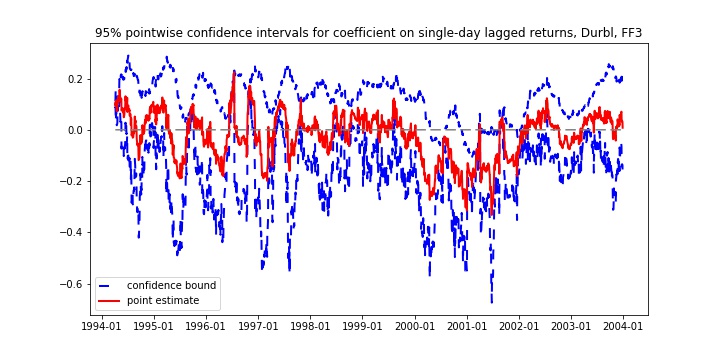 95% pointwise confidence intervals for coefficient on single-day lagged returns, Durbl, FF3
0.2
0.0
−0.2
−0.4
−0.6
confidence bound
point estimate
1994-01 1995-01 1996-01 1997-01 1998-01 1999-01 2000-01 2001-01 2002-01 2003-01 2004-01